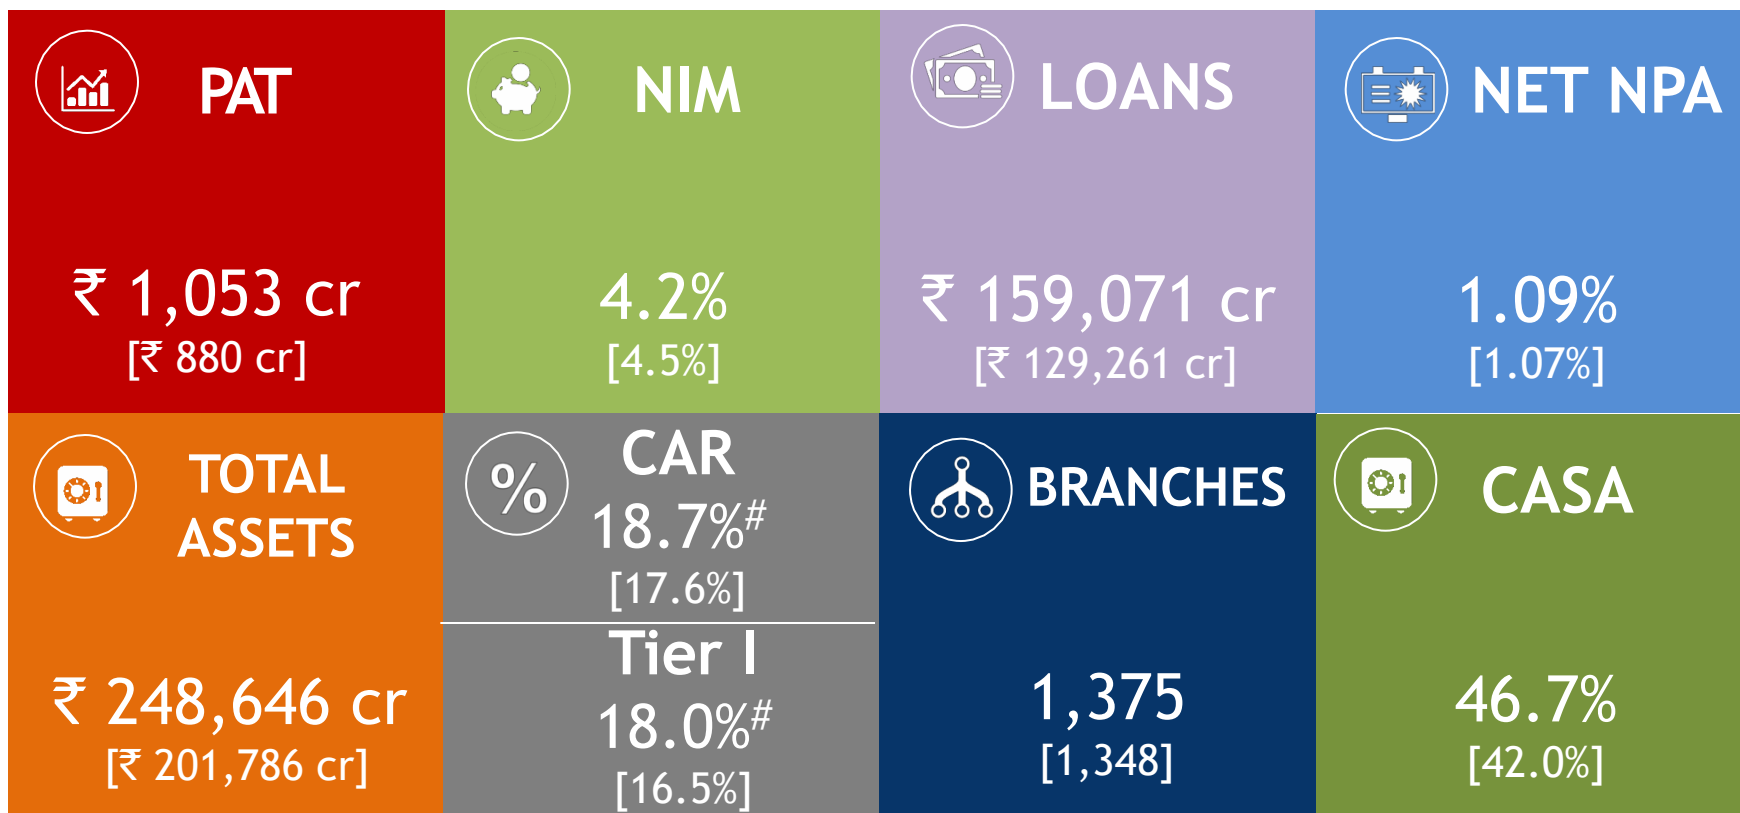 PAT
₹ 1,053 cr
[₹ 880 cr]
NIM
4.2%
[4.5%]
LOANS
₹ 159,071 cr
[₹ 129,261 cr]
NET NPA
1.09%
[1.07%]
TOTAL
ASSETS
₹ 248,646 cr
[₹ 201,786 cr]
%
CAR
18.7%#
[17.6%]
Tier I
18.0%#
[16.5%]
BRANCHES
1,375
[1,348]
CASA
46.7%
[42.0%]